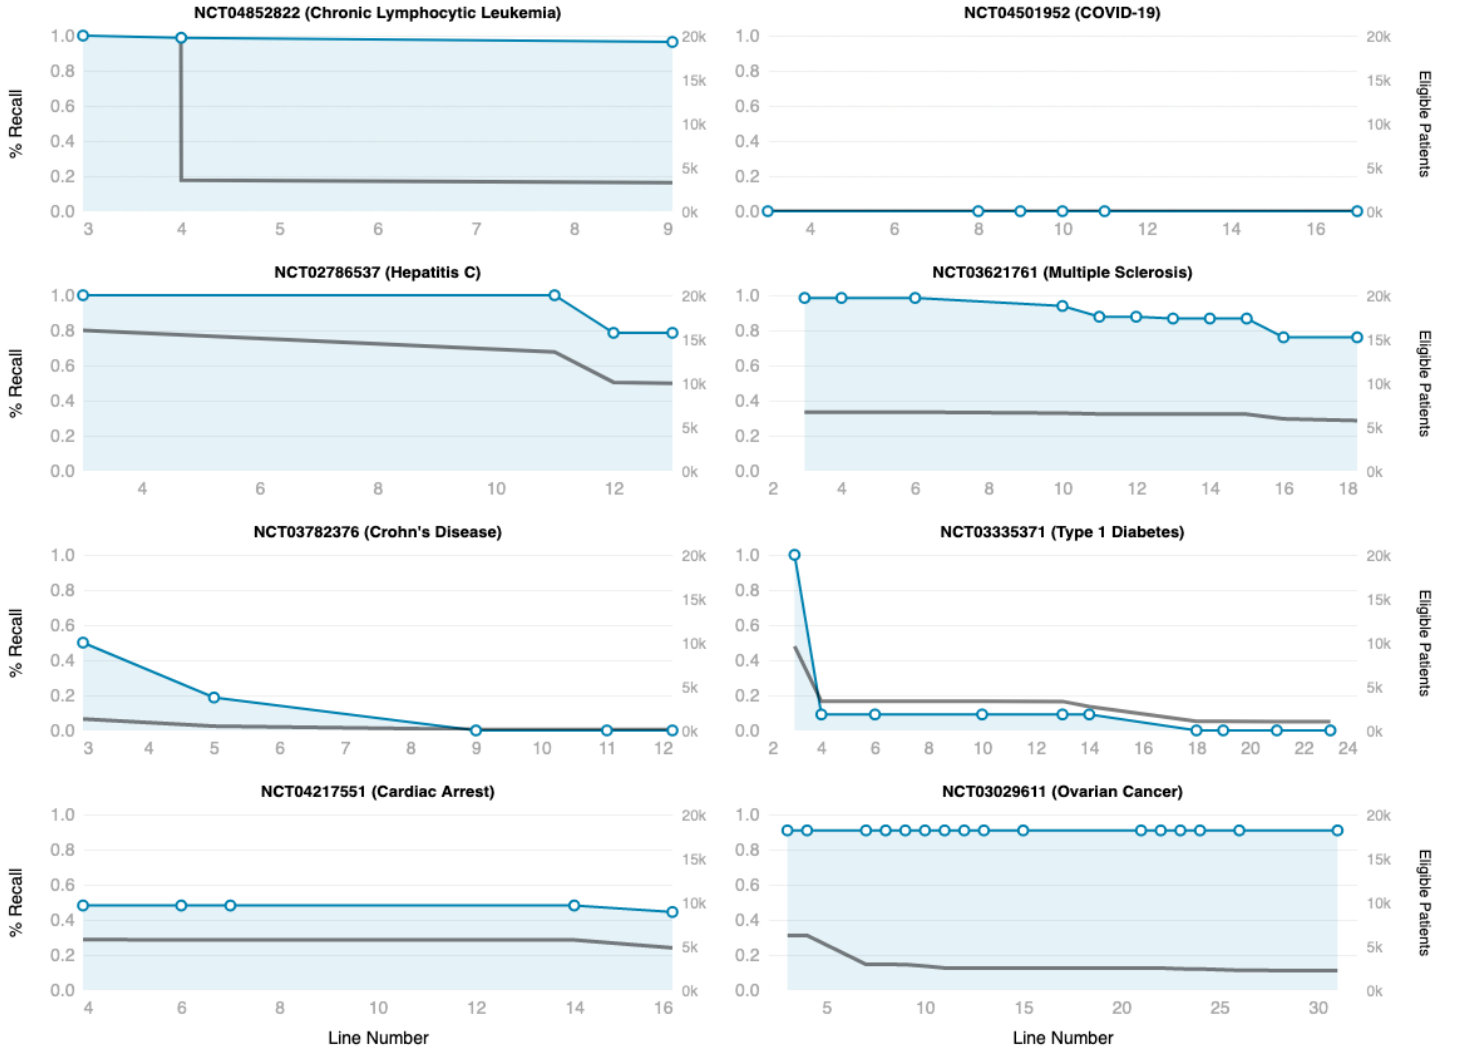 NCT04852822 (Chronic Lymphocytic Leukemia)
% Recall
1.0
0.8
0.6
0.4
0.2
0.0
20k
15k
10k
5k
0k
3 4 5 6 7 8 9
NCT04501952 (COVID-19)
1.0
0.8
0.6
0.4
0.2
0.0
20k
15k
10k
5k
0k
Eligible Patients
4 6 8 10 12 14 16
NCT02786537 (Hepatitis C)
% Recall
1.0
0.8
0.6
0.4
0.2
0.0
20k
15k
10k
5k
0k
4 6 8 10 12
NCT03621761 (Multiple Sclerosis)
1.0
0.8
0.6
0.4
0.2
0.0
20k
15k
10k
5k
0k
Eligible Patients
2 4 6 8 10 12 14 16 18
NCT03782376 (Crohn's Disease)
% Recall
1.0
0.8
0.6
0.4
0.2
0.0
20k
15k
10k
5k
0k
3 4 5 6 7 8 9 10 11 12
NCT03335371 (Type 1 Diabetes)
1.0
0.8
0.6
0.4
0.2
0.0
20k
15k
10k
5k
0k
Eligible Patients
2 4 6 8 10 12 14 16 18 20 22 24
NCT04217551 (Cardiac Arrest)
% Recall
1.0
0.8
0.6
0.4
0.2
0.0
20k
15k
10k
5k
0k
4 6 8 10 12 14 16
Line Number
NCT03029611 (Ovarian Cancer)
1.0
0.8
0.6
0.4
0.2
0.0
20k
15k
10k
5k
0k
Eligible Patients
5 10 15 20 25 30
Line Number